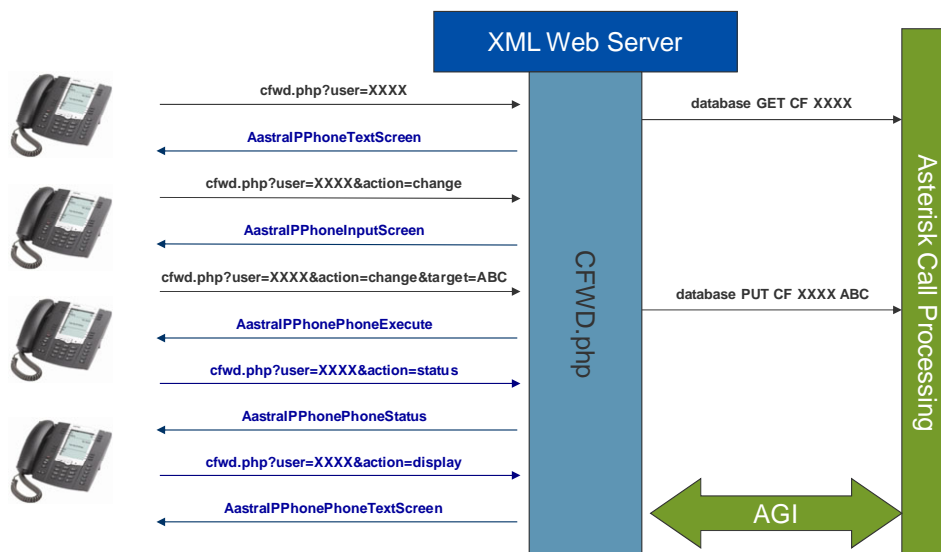 XML Web Server
cfwd.php?user=XXXX
database GET CF XXXX
AastraIPPhoneTextScreen
cfwd.php?user=XXXX&action=change
AastraIPPhoneInputScreen
cfwd.php?user=XXXX&action=change&target=ABC
database PUT CF XXXX ABC
AastraIPPhonePhoneExecute
cfwd.php?user=XXXX&action=status
AastraIPPhonePhoneStatus
cfwd.php?user=XXXX&action=display
AastraIPPhonePhoneTextScreen
CFWD.php
AGI
Asterisk Call Processing